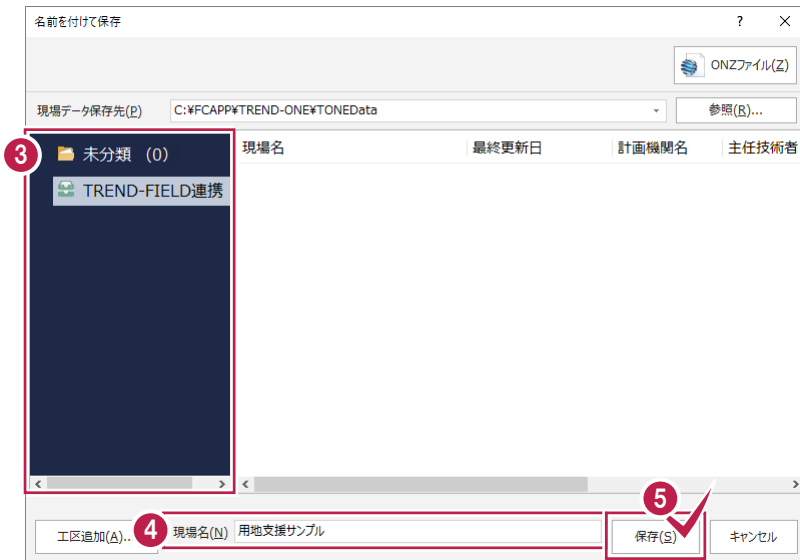 名前を付けて保存 ?
ONZファイル(Z)
現場データ保存先(P) C:¥FCAPP¥TREND-ONE¥TONEData 参照(R)...
3 未分類 (0) 現場名 最終更新日 計画機関名 主任技術者
TREND-FIELD連携
5
工区追加(A)... 4 現場名(N) 用地支援サンプル 保存(S) キャンセル